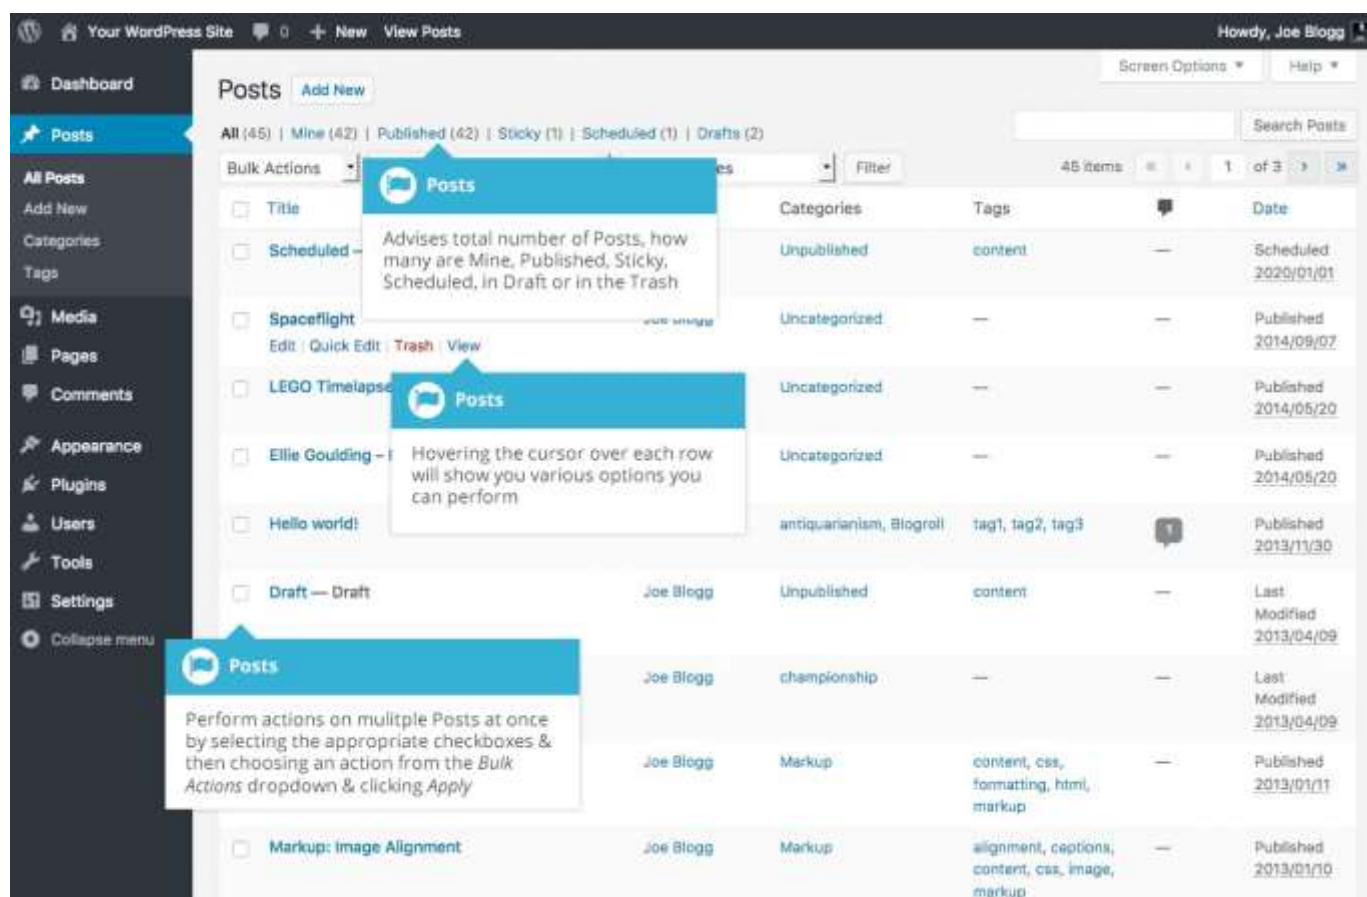 Your WordPress Site 0 + New View Posts Howdy, Joe Blogg
Screen Options Help
Dashboard
Posts
All Posts
Add New
Categories
Tags
Media
Pages
Comments
Appearance
Plugins
Users
Tools
Settings
Collapse menu
Posts Add New
All (45) | Mine (42) | Published (42) | Sticky (1) | Scheduled (1) | Drafts (2)
Search Posts
Bulk Actions Filter 45 items « ‹ 1 of 3 › »
Title Categories Tags Date
Scheduled – Unpublished content — Scheduled
2020/01/01
Spaceflight Joe Blogg Uncategorized — — Published
2014/09/07
Edit | Quick Edit | Trash | View
LEGO Timelapse Uncategorized — — Published
2014/05/20
Ellie Goulding – Uncategorized — — Published
2014/05/20
Hello world! antiquarianism, Blogroll tag1, tag2, tag3 1 Published
2013/11/30
Draft — Draft Joe Blogg Unpublished content — Last
Modified
2013/04/09
Joe Blogg championship — — Last
Modified
2013/04/09
Joe Blogg Markup content, css, — Published
formatting, html, 2013/01/11
markup
Markup: Image Alignment Joe Blogg Markup alignment, captions, — Published
content, css, image, 2013/01/10
markup
Posts
Advises total number of Posts, how
many are Mine, Published, Sticky,
Scheduled, in Draft or in the Trash
Posts
Hovering the cursor over each row
will show you various options you
can perform
Posts
Perform actions on mulitple Posts at once
by selecting the appropriate checkboxes &
then choosing an action from the Bulk
Actions dropdown & clicking Apply